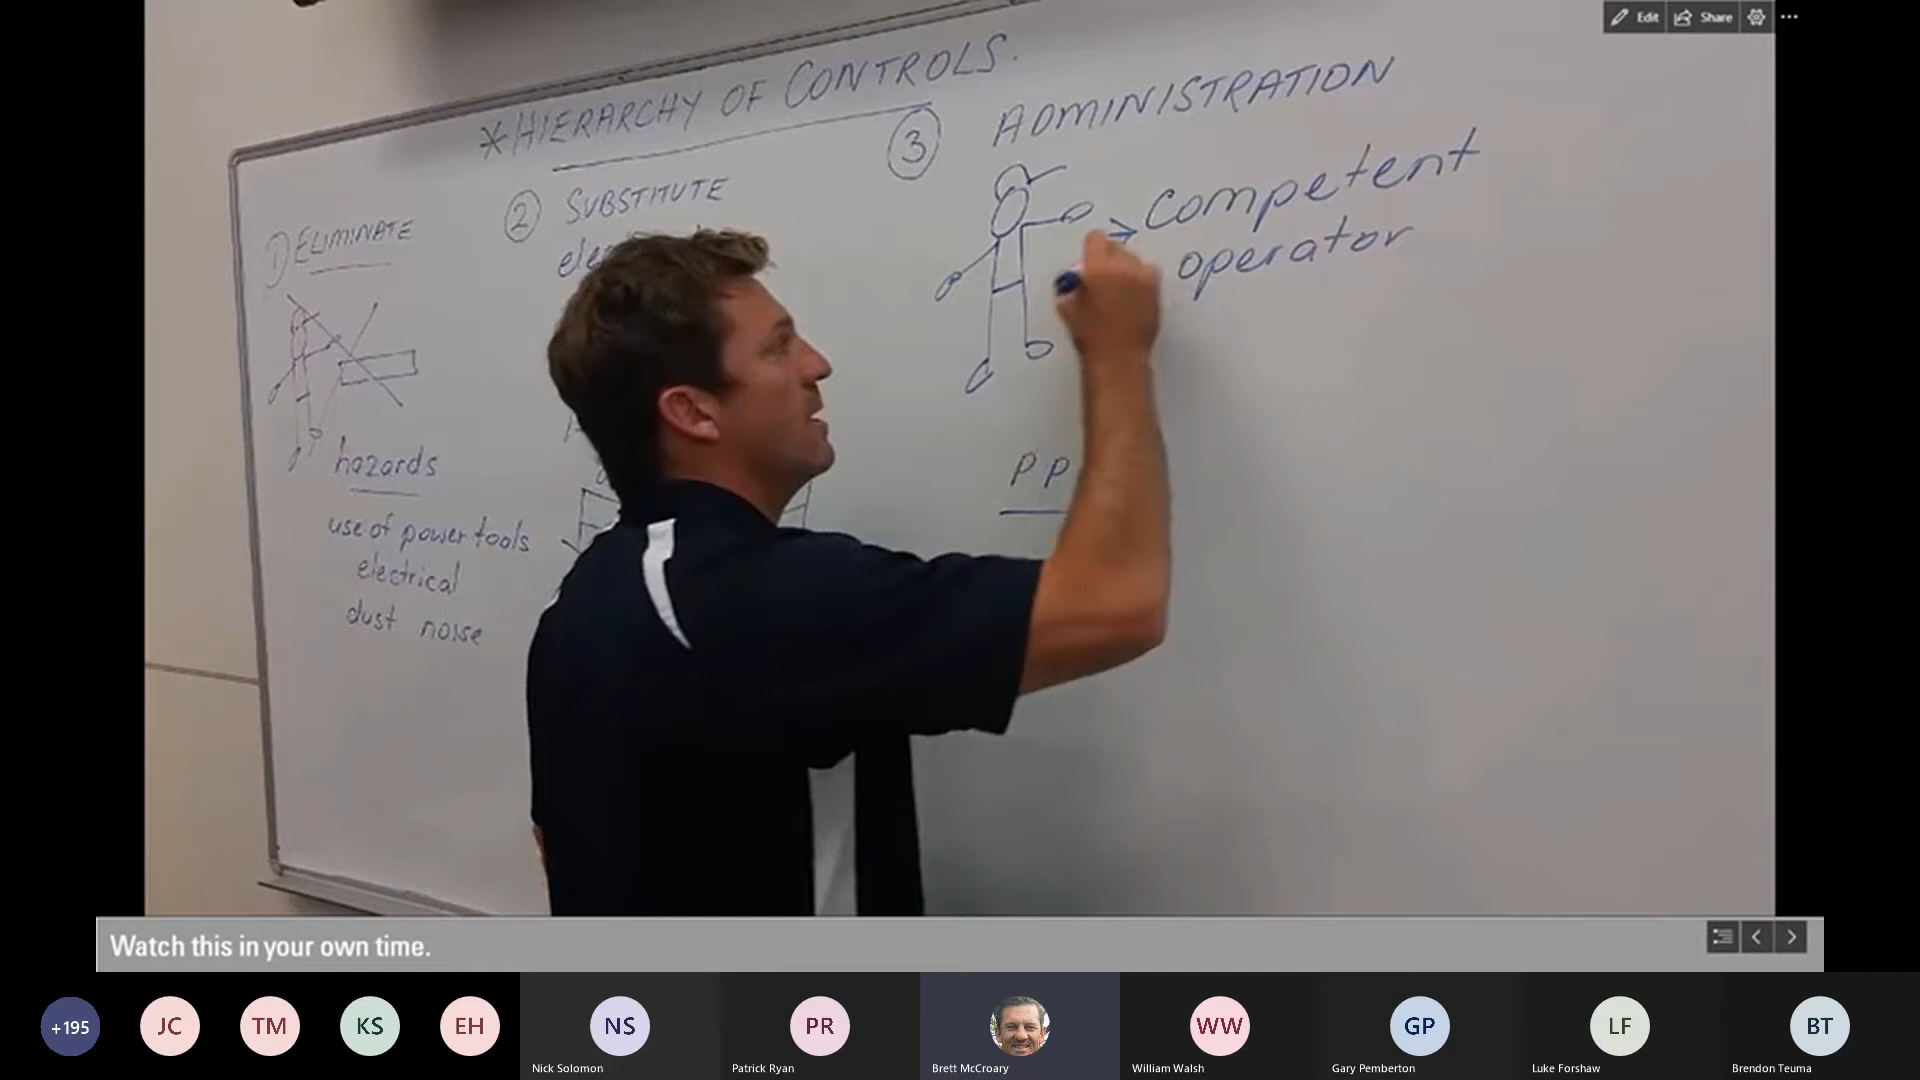 Edit
Share
*HIERARCHY OF CONTROLS.
① ELIMINATE
hazards
use of power tools
electrical
dust noise
② SUBSTITUTE
③ ADMINISTRATION
→ Competent
operator
Watch this in your own time.
+195
JC
TM
KS
EH
NS
Nick Solomon
PR
Patrick Ryan
Brett McCroary
WW
William Walsh
GP
Gary Pemberton
LF
Luke Forshaw
BT
Brendon Teuma